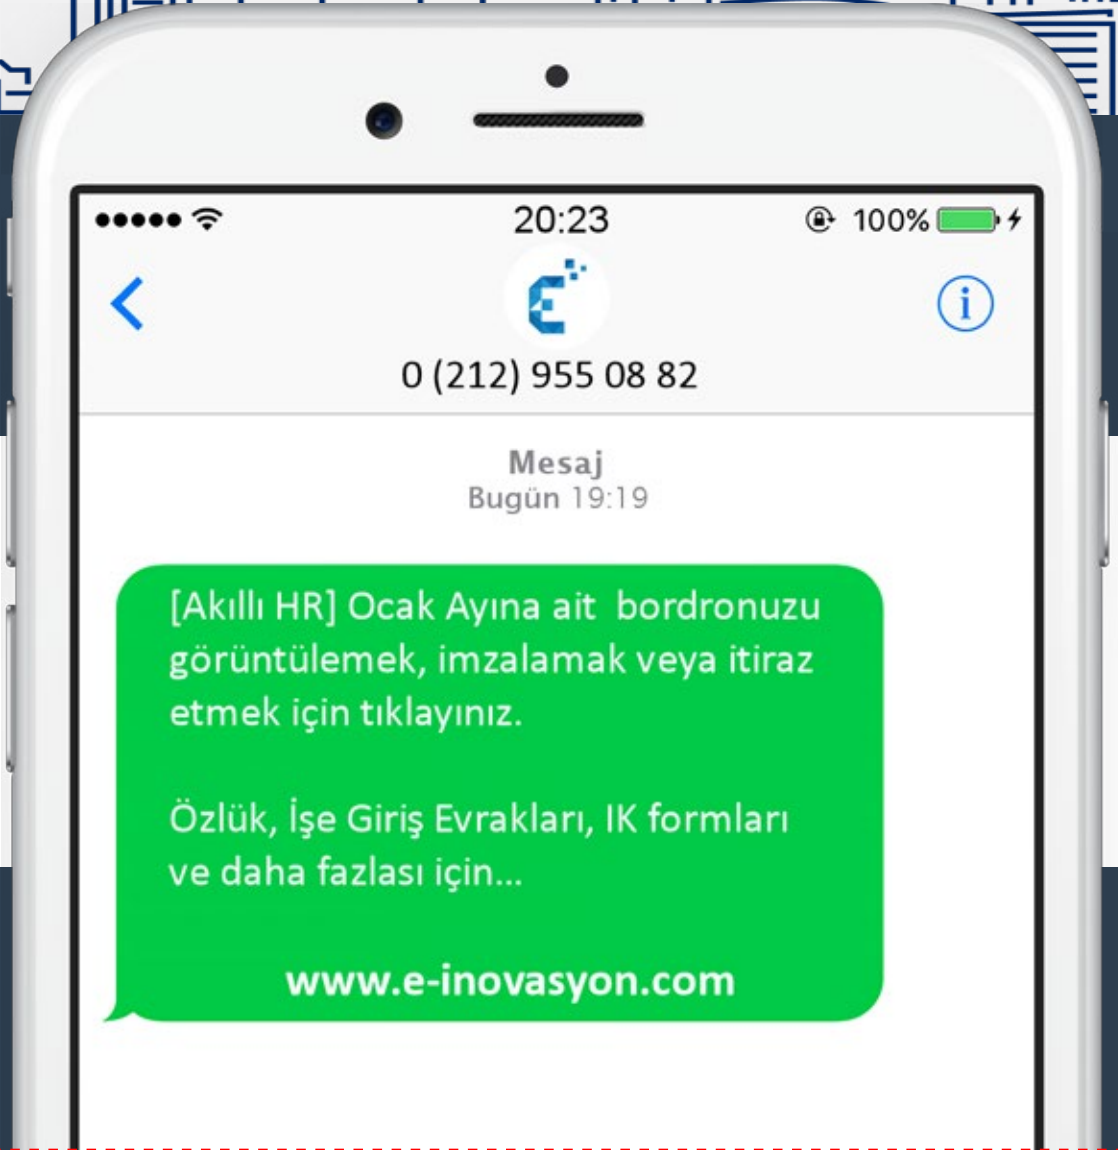 20:23
100%
0 (212) 955 08 82
Mesaj
Bugün 19:19
[Akıllı HR] Ocak Ayına ait bordronuzu
görüntülemek, imzalamak veya itiraz
etmek için tıklayınız.
Özlük, İşe Giriş Evrakları, IK formları
ve daha fazlası için...
www.e-inovasyon.com